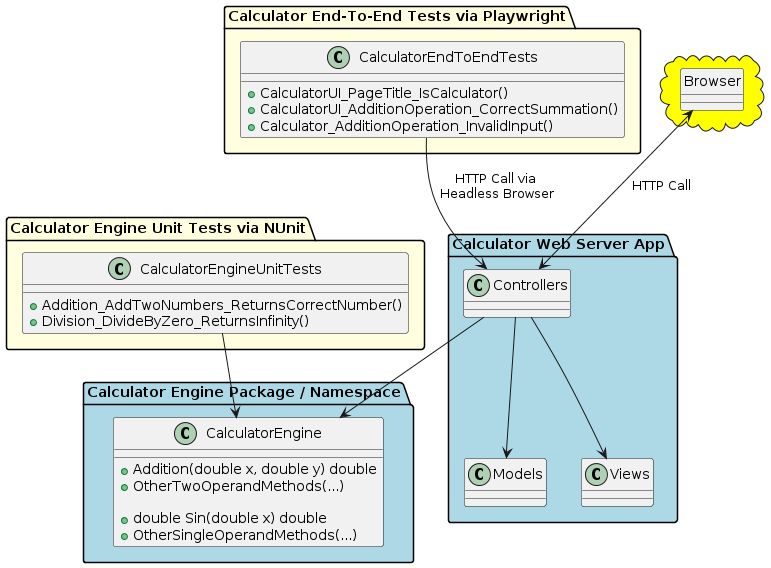 Calculator End-To-End Tests via Playwright
C CalculatorEndToEndTests
CalculatorUI_PageTitle_IsCalculator()
CalculatorUI_AdditionOperation_CorrectSummation()
Calculator_AdditionOperation_InvalidInput()
Browser
HTTP Call via
Headless Browser
HTTP Call
Calculator Engine Unit Tests via NUnit
C CalculatorEngineUnitTests
Addition_AddTwoNumbers_ReturnsCorrectNumber()
Division_DivideByZero_ReturnsInfinity()
Calculator Web Server App
C Controllers
Calculator Engine Package / Namespace
C CalculatorEngine
Addition(double x, double y) double
OtherTwoOperandMethods(...)
double Sin(double x) double
OtherSingleOperandMethods(...)
C Models
C Views